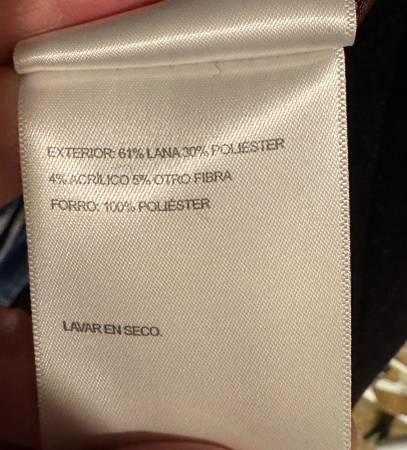 EXTERIOR: 61% LANA 30% POLIÉSTER
4% ACRÍLICO 5% OTRO FIBRA
FORRO: 100% POLIÉSTER
LAVAR EN SECO.